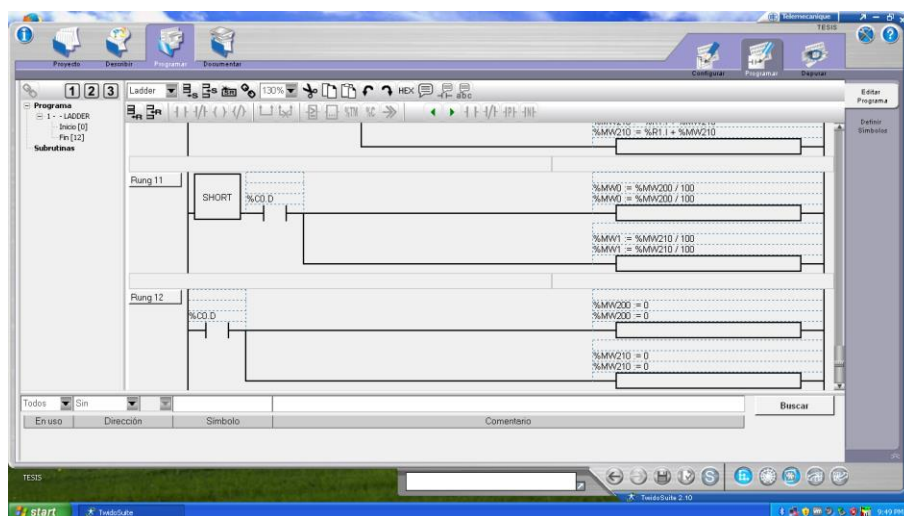 Telemecanique
TESIS
Proyecto
Describir
Programar
Documentar
Configurar
Programar
Depurar
1 2 3
Ladder
130%
HEX
abc
STN %C
Editar
Programa
Definir
Símbolos
Programa
1 - - LADDER
Inicio [0]
Fin [12]
Subrutinas
%MW210 := %R1.I + %MW210
Rung 11
SHORT
%C0.D
%MW0 := %MW200 / 100
%MW0 := %MW200 / 100
%MW1 := %MW210 / 100
%MW1 := %MW210 / 100
Rung 12
%C0.D
%MW200 := 0
%MW200 := 0
%MW210 := 0
%MW210 := 0
Todos
Sin
Buscar
En uso
Dirección
Símbolo
Comentario
TESIS
TwidoSuite 2.10
start
TwidoSuite
9:49 PM